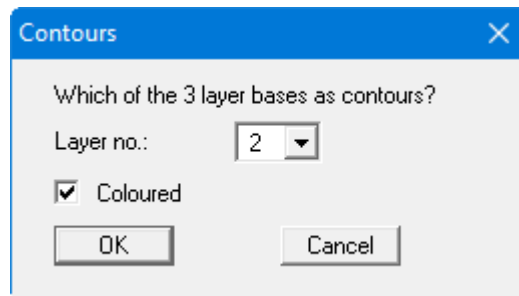 Contours
Which of the 3 layer bases as contours?
Layer no.: 2
Coloured
OK Cancel